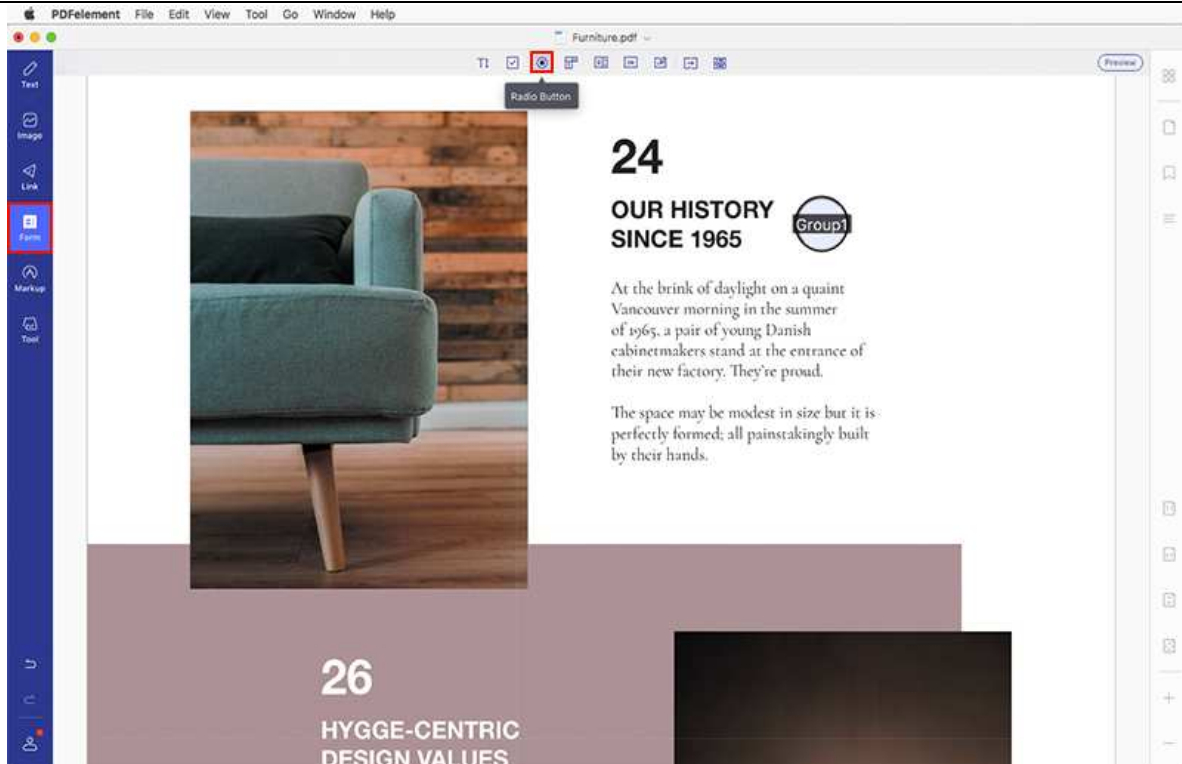 PDFelement File Edit View Tool Go Window Help
Furniture.pdf
Preview
Radio Button
Text
Image
Link
Form
Markup
Tool
24
OUR HISTORY
SINCE 1965
Group1
At the brink of daylight on a quaint
Vancouver morning in the summer
of 1965, a pair of young Danish
cabinetmakers stand at the entrance of
their new factory. They're proud.
The space may be modest in size but it is
perfectly formed; all painstakingly built
by their hands.
26
HYGGE-CENTRIC
DESIGN VALUES